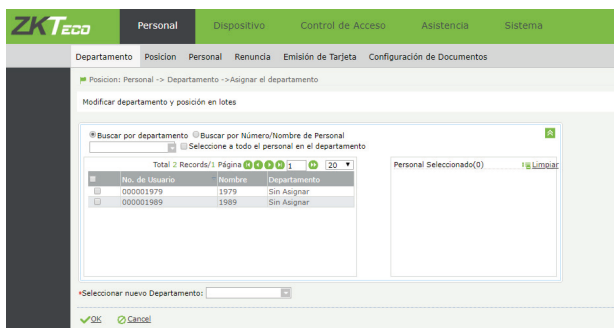 ZKTECO
Personal Dispositivo Control de Acceso Asistencia Sistema
Departamento Posicion Personal Renuncia Emisión de Tarjeta Configuración de Documentos
Posicion: Personal -> Departamento ->Asignar el departamento
Modificar departamento y posición en lotes
Buscar por departamento Buscar por Número/Nombre de Personal
Seleccione a todo el personal en el departamento
Total 2 Records/1 Página 1 20
Personal Seleccionado(0) Limpiar
No. de Usuario Nombre Departamento
000001979 1979 Sin Asignar
000001989 1989 Sin Asignar
*Seleccionar nuevo Departamento:
OK Cancel